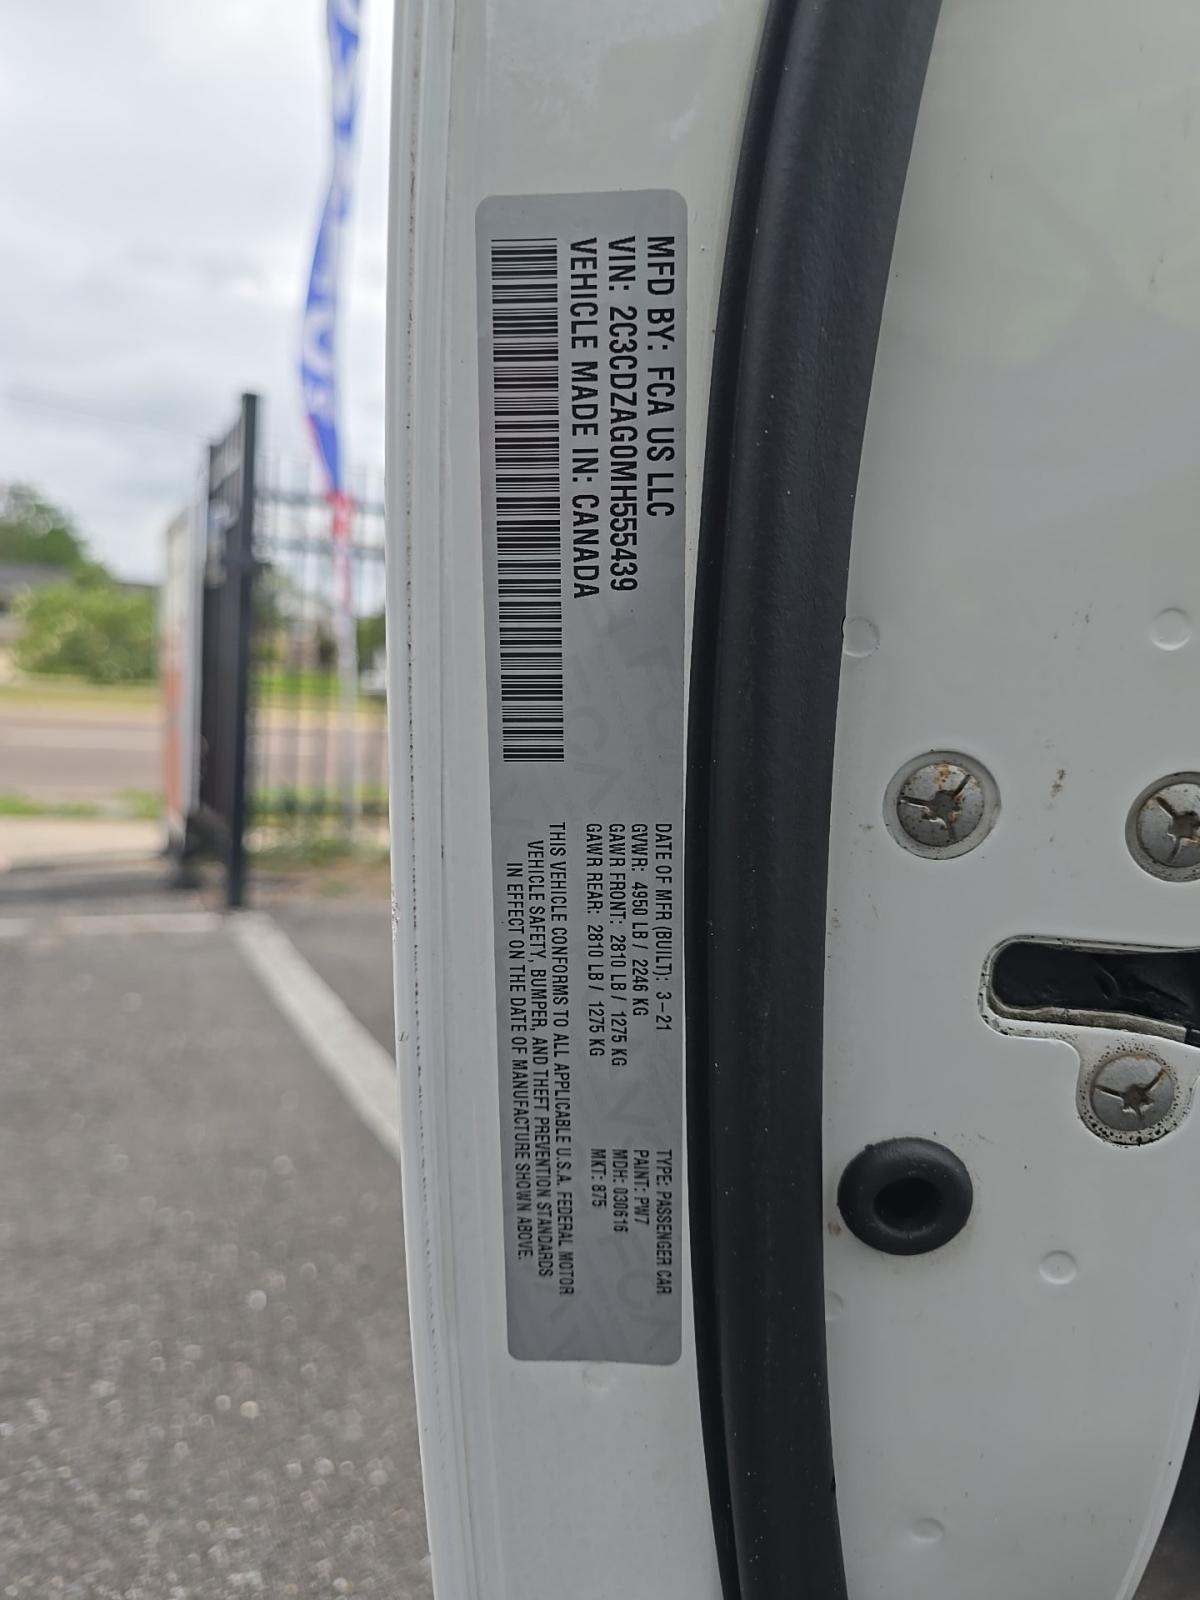 MFD BY: FCA US LLC
VIN: 2C3CDZAG0MH555439
VEHICLE MADE IN: CANADA
DATE OF MFR (BUILT): 3-21
GVWR: 4950 LB / 2246 KG
GAWR FRONT: 2810 LB / 1275 KG
GAWR REAR: 2810 LB / 1275 KG
TYPE: PASSENGER CAR
PAINT: PW7
MDH: 030616
MKT: 875
THIS VEHICLE CONFORMS TO ALL APPLICABLE U.S.A. FEDERAL MOTOR
VEHICLE SAFETY, BUMPER, AND THEFT PREVENTION STANDARDS
IN EFFECT ON THE DATE OF MANUFACTURE SHOWN ABOVE.